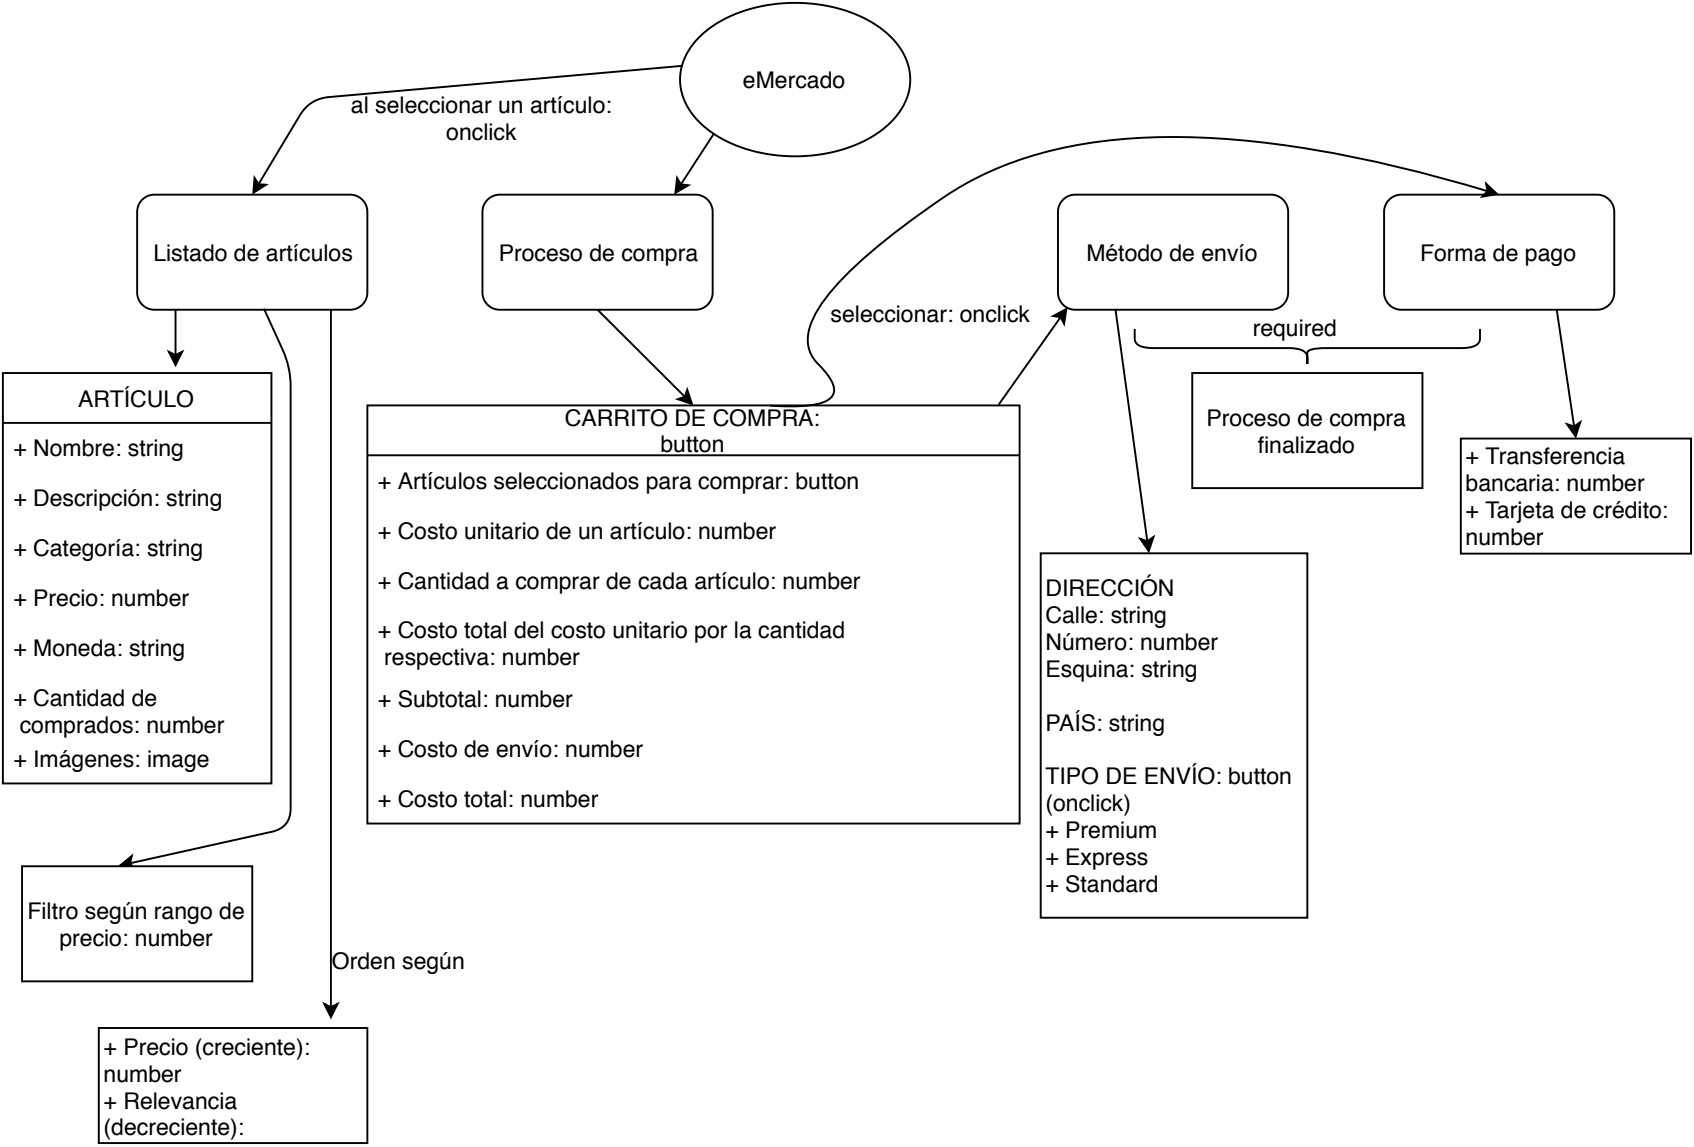 eMercado
al seleccionar un artículo:
onclick
Listado de artículos
Proceso de compra
Método de envío
Forma de pago
seleccionar: onclick
required
ARTÍCULO
+ Nombre: string
+ Descripción: string
+ Categoría: string
+ Precio: number
+ Moneda: string
+ Cantidad de
comprados: number
+ Imágenes: image
CARRITO DE COMPRA:
button
+ Artículos seleccionados para comprar: button
+ Costo unitario de un artículo: number
+ Cantidad a comprar de cada artículo: number
+ Costo total del costo unitario por la cantidad
respectiva: number
+ Subtotal: number
+ Costo de envío: number
+ Costo total: number
Proceso de compra
finalizado
+ Transferencia
bancaria: number
+ Tarjeta de crédito:
number
DIRECCIÓN
Calle: string
Número: number
Esquina: string
PAÍS: string
TIPO DE ENVÍO: button
(onclick)
+ Premium
+ Express
+ Standard
Filtro según rango de
precio: number
Orden según
+ Precio (creciente):
number
+ Relevancia
(decreciente):